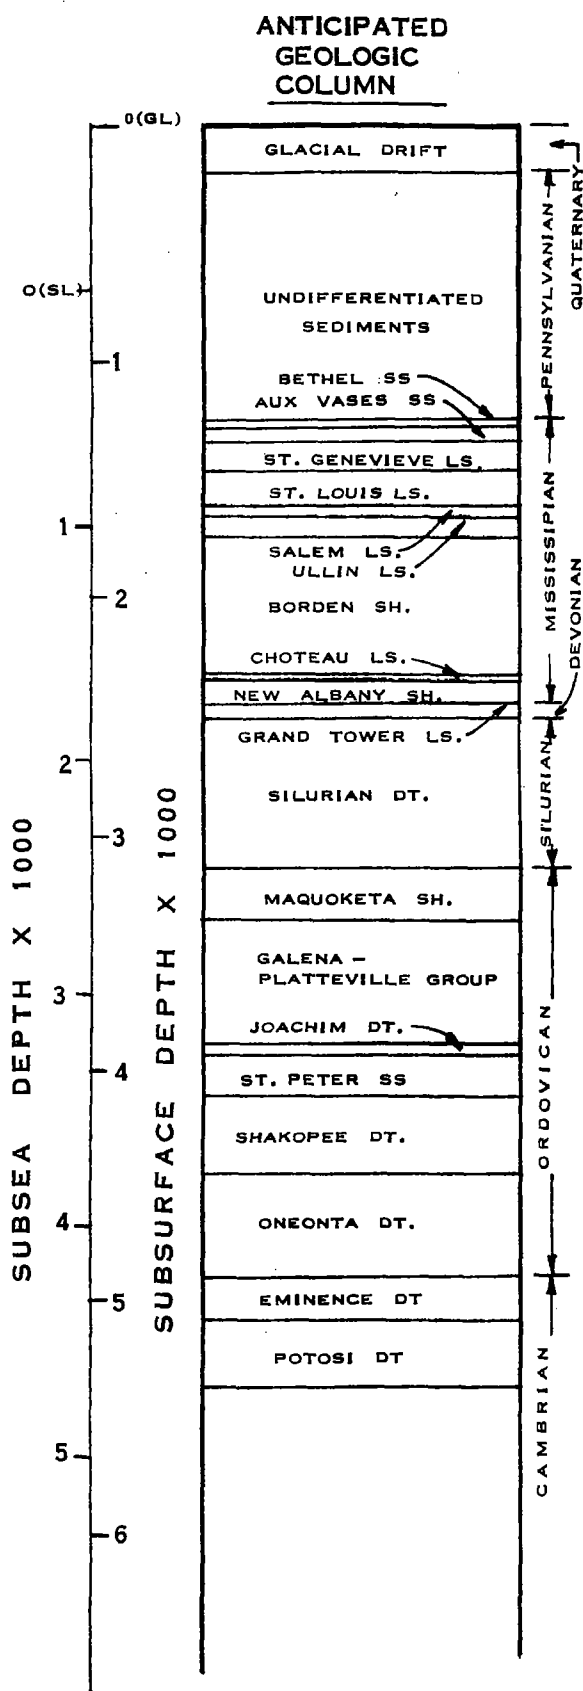 ANTICIPATED
GEOLOGIC
COLUMN
0(GL)
GLACIAL DRIFT
QUATERNARY
PENNSYLVANIAN
O(SL)
UNDIFFERENTIATED
SEDIMENTS
1
BETHEL SS
AUX VASES SS
ST. GENEVIEVE LS.
ST. LOUIS LS.
1
SALEM LS.
ULLIN LS.
MISSISSIPIAN
2
BORDEN SH.
DEVONIAN
CHOTEAU LS.
NEW ALBANY SH.
GRAND TOWER LS.
2
SILURIAN DT.
SILURIAN
3
SUBSEA DEPTH X 1000
SUBSURFACE DEPTH X 1000
MAQUOKETA SH.
GALENA -
PLATTEVILLE GROUP
3
JOACHIM DT.
4
ST. PETER SS
ORDOVICAN
SHAKOPEE DT.
4
ONEONTA DT.
5
EMINENCE DT
POTOSI DT
CAMBRIAN
5
6